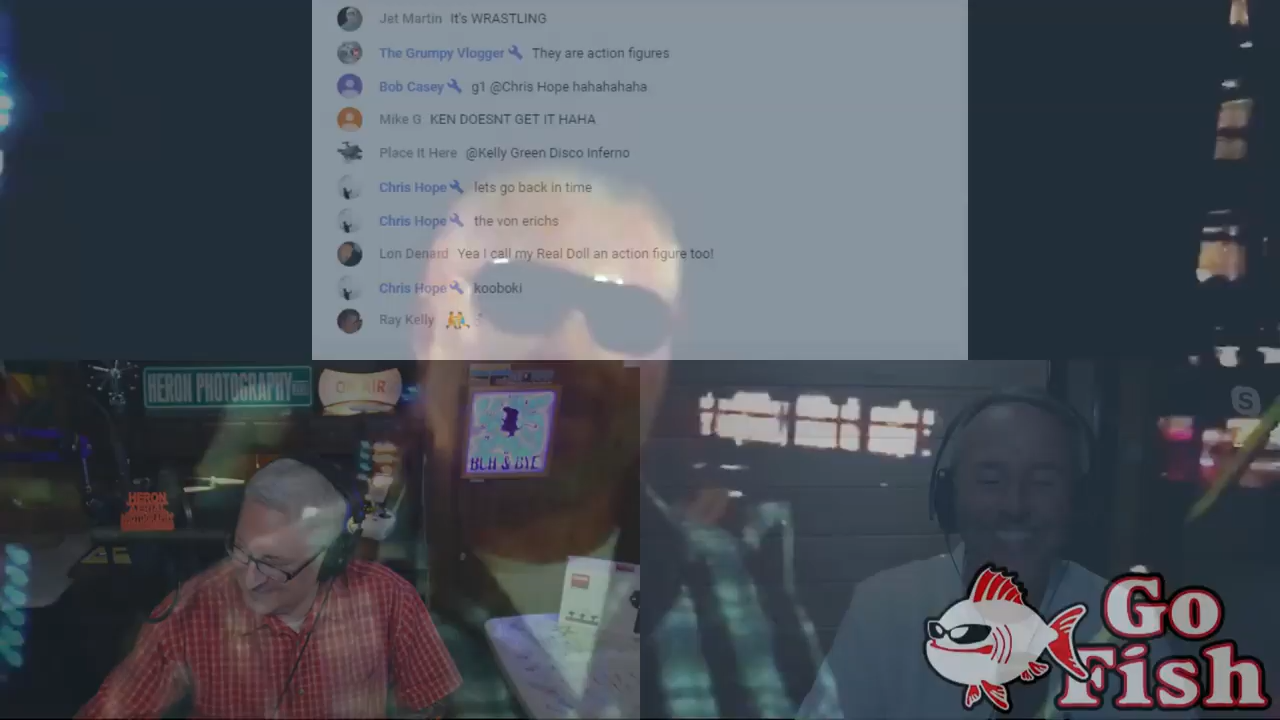 Jet Martin It's WRASTLING
The Grumpy Vlogger They are action figures
Bob Casey g1 @Chris Hope hahahahaha
Mike G KEN DOESNT GET IT HAHA
Place It Here @Kelly Green Disco Inferno
Chris Hope lets go back in time
Chris Hope the von erichs
Lon Denard Yea I call my Real Doll an action figure too!
Chris Hope kooboki
Ray Kelly
HERON PHOTOGRAPHY
ON AIR
HERON
AERIAL
Go
Fish